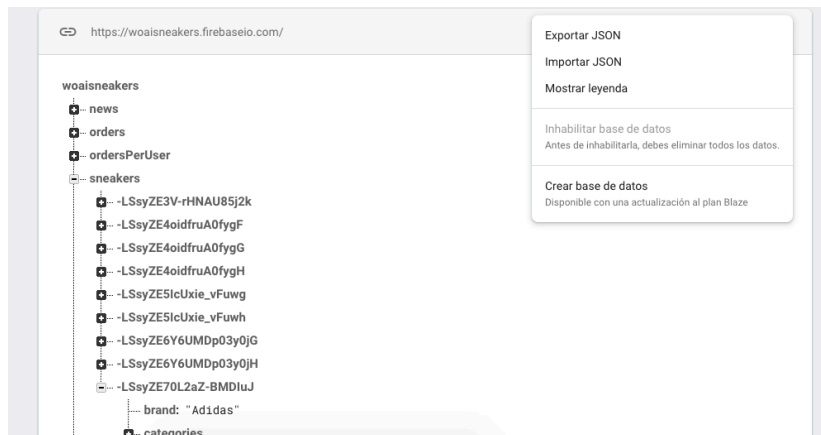 https://woaisneakers.firebaseio.com/
Exportar JSON
Importar JSON
Mostrar leyenda
Inhabilitar base de datos
Antes de inhabilitarla, debes eliminar todos los datos.
Crear base de datos
Disponible con una actualización al plan Blaze
woaisneakers
news
orders
ordersPerUser
sneakers
-LSsyZE3V-rHNAU85j2k
-LSsyZE4oidfruA0fygF
-LSsyZE4oidfruA0fygG
-LSsyZE4oidfruA0fygH
-LSsyZE5IcUxie_vFuwg
-LSsyZE5IcUxie_vFuwh
-LSsyZE6Y6UMDp03y0jG
-LSsyZE6Y6UMDp03y0jH
-LSsyZE70L2aZ-BMDIuJ
brand: "Adidas"
categories